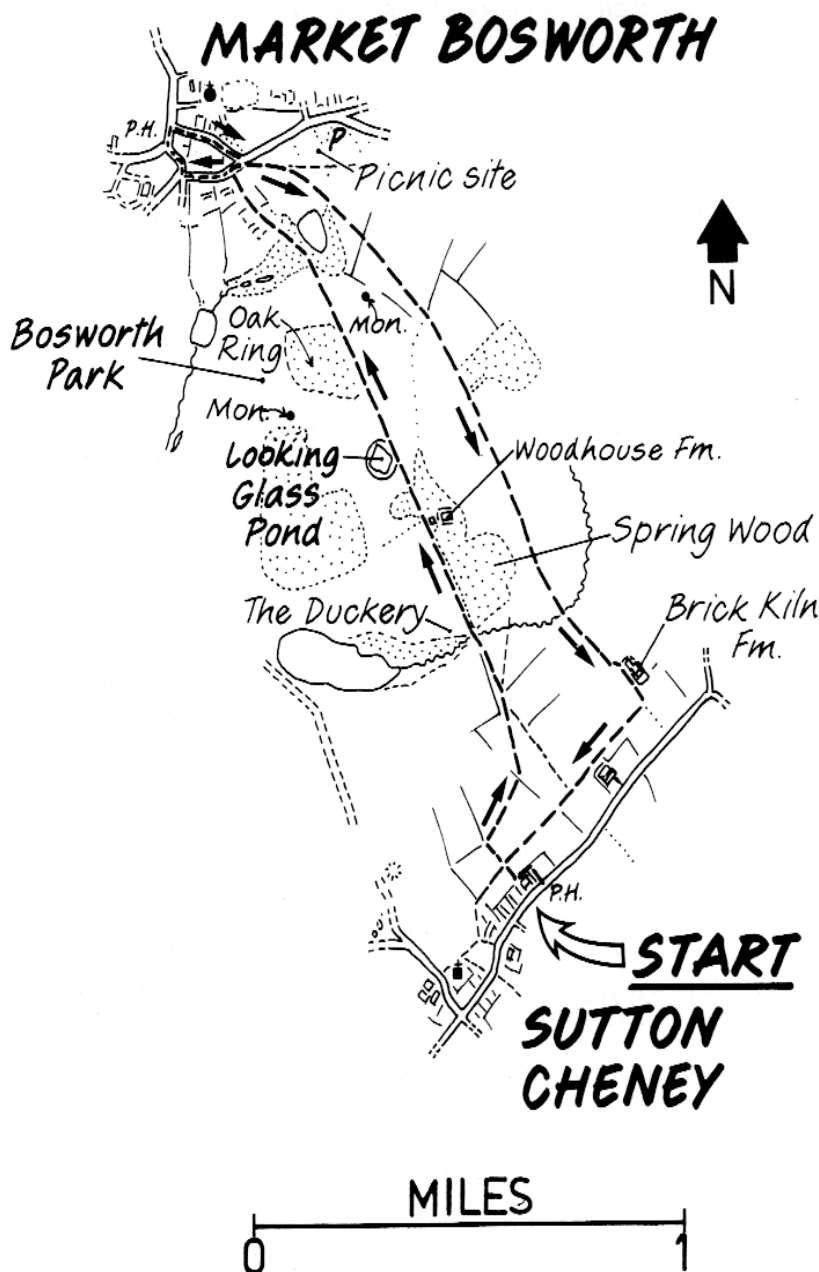 MARKET BOSWORTH
P.H.
P
Picnic site
N
Mon.
Oak
Ring
Bosworth
Park
Mon.
Looking
Glass
Pond
Woodhouse Fm.
Spring Wood
The Duckery
Brick Kiln
Fm.
P.H.
START
SUTTON
CHENEY
MILES
0
1